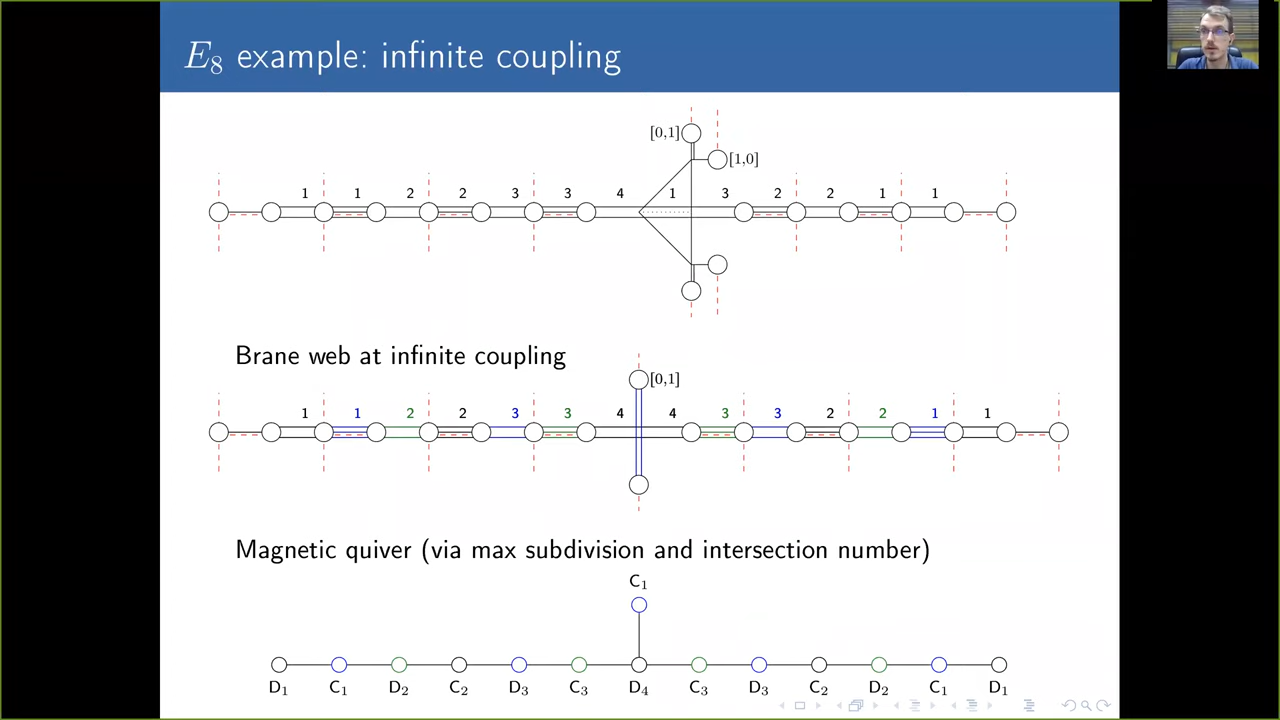 E₈ example: infinite coupling
[0,1]
[1,0]
1 1 2 2 3 3 4 1 3 2 2 1 1
Brane web at infinite coupling
[0,1]
1 1 2 2 3 3 4 4 3 3 2 2 1 1
Magnetic quiver (via max subdivision and intersection number)
C₁
D₁ C₁ D₂ C₂ D₃ C₃ D₄ C₃ D₃ C₂ D₂ C₁ D₁